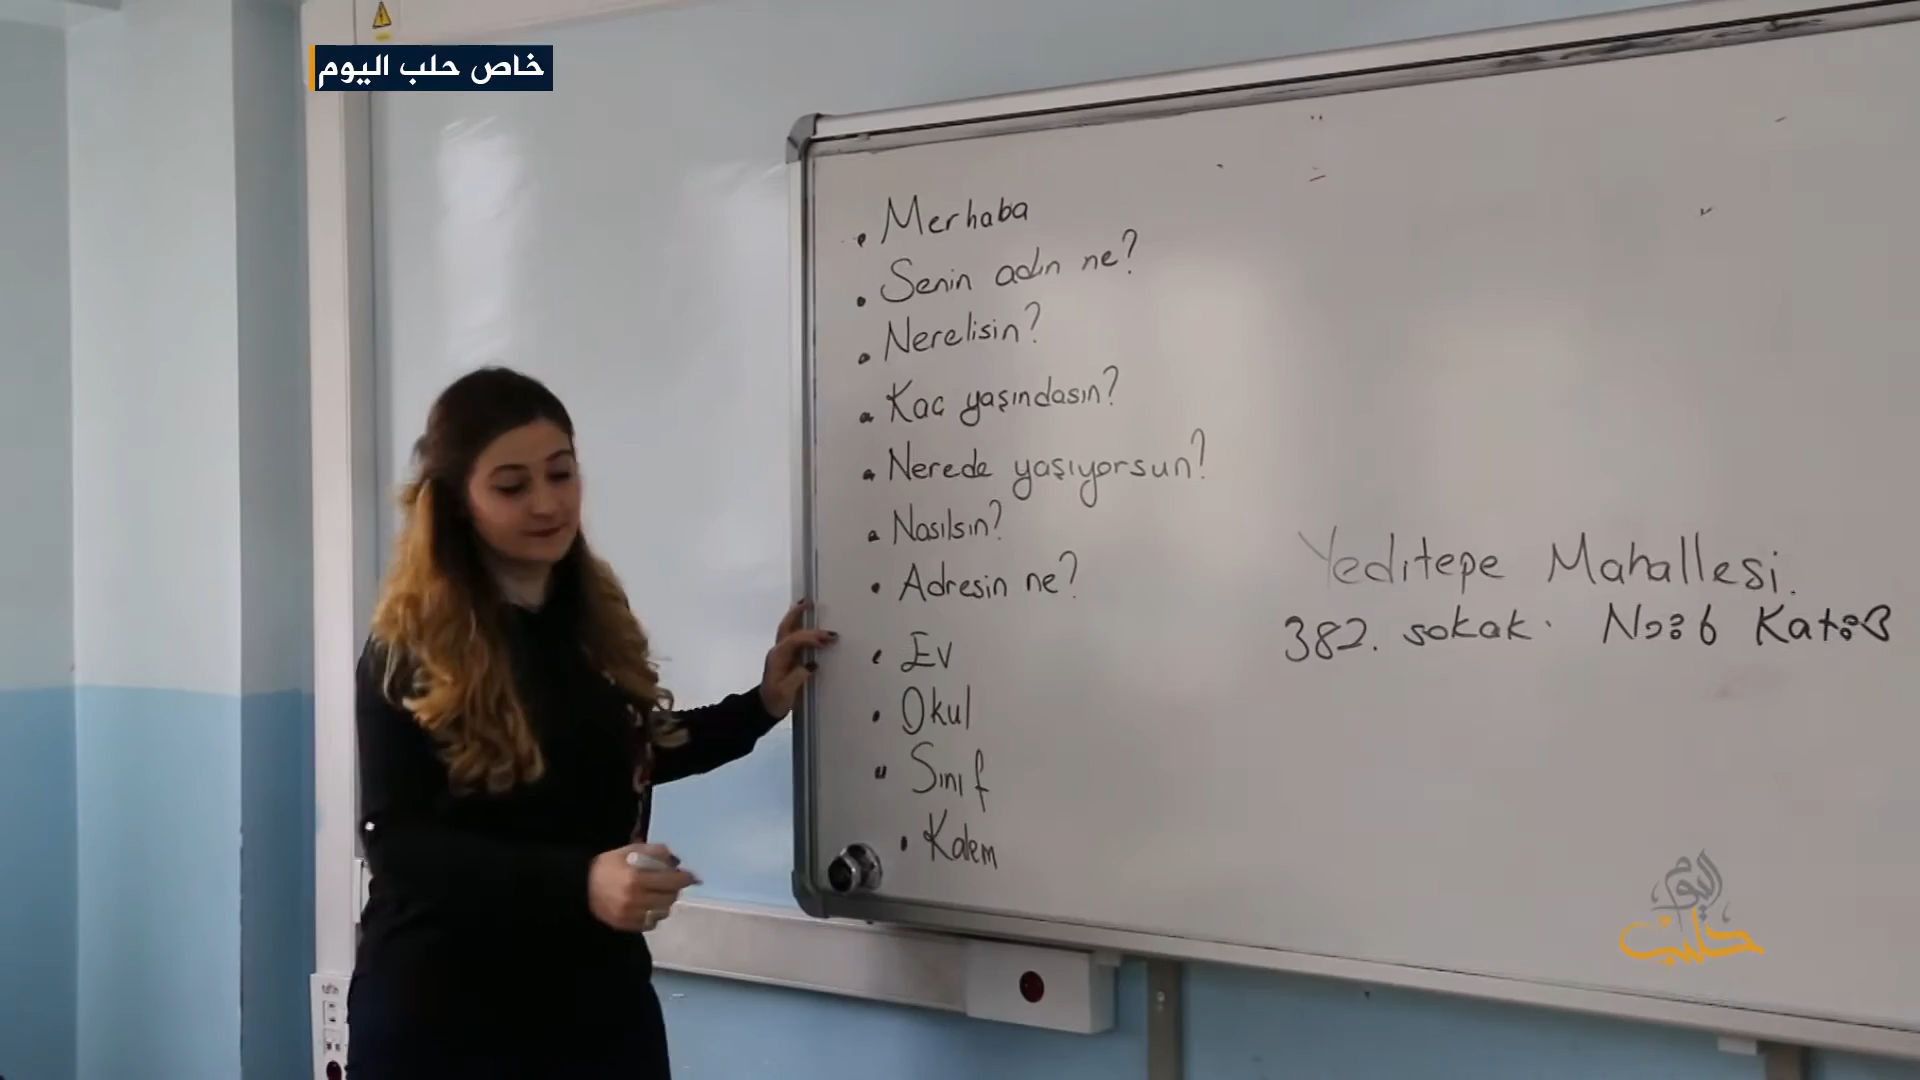 خاص حلب اليوم
• Merhaba
• Senin adın ne?
• Nerelisin?
• Kac yaşındasın?
• Nerede yaşıyorsun?
• Nasılsın?
• Adresin ne?
• Ev
• Okul
• Sınıf
• Kalem
Yeditepe Mahallesi.
382. sokak. No:6 Kat:3
حلب اليوم